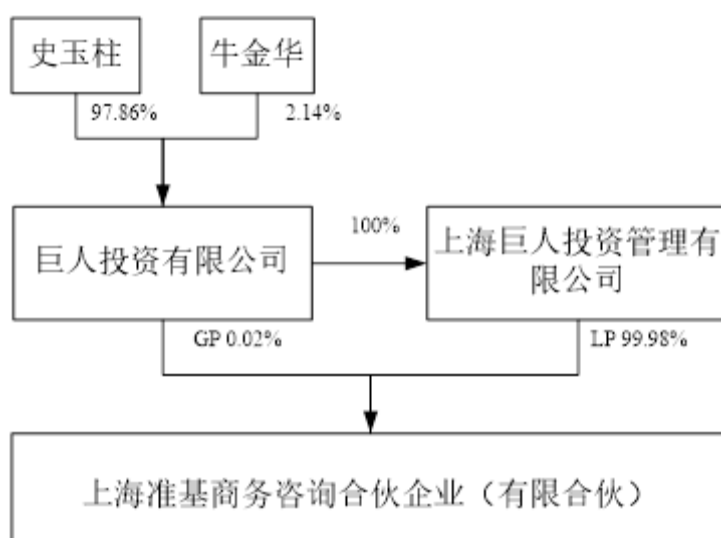 史玉柱
牛金华
97.86%
2.14%
巨人投资有限公司
100%
上海巨人投资管理有
限公司
GP 0.02%
LP 99.98%
上海准基商务咨询合伙企业（有限合伙）